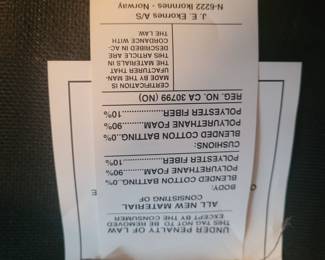 UNDER PENALTY OF LAW
THIS TAG NOT TO BE REMOVED
EXCEPT BY THE CONSUMER
ALL NEW MATERIAL
CONSISTING OF
BODY:
BLENDED COTTON BATTING 0%
POLYURETHANE FOAM 90%
POLYESTER FIBER 10%
CUSHIONS:
BLENDED COTTON BATTING 0%
POLYURETHANE FOAM 90%
POLYESTER FIBER 10%
REG. NO. CA 30799 (NO)
CERTIFICATION IS
MADE BY THE MAN-
UFACTURER THAT
THE MATERIALS IN
THIS ARTICLE ARE
DESCRIBED IN AC-
CORDANCE WITH
THE LAW.
J. E. Ekornes A/S
N-6222 Ikornnes - Norway